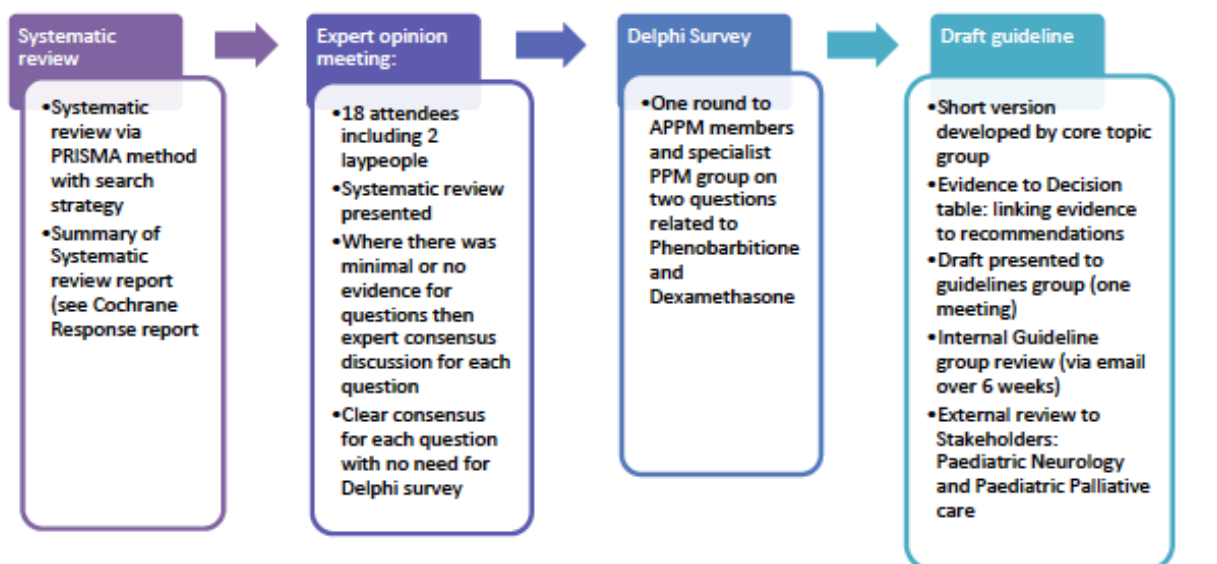 Systematic
review
•Systematic
review via
PRISMA method
with search
strategy
•Summary of
Systematic
review report
(see Cochrane
Response report
Expert opinion
meeting:
•18 attendees
including 2
laypeople
•Systematic review
presented
•Where there was
minimal or no
evidence for
questions then
expert consensus
discussion for each
question
•Clear consensus
for each question
with no need for
Delphi survey
Delphi Survey
•One round to
APPM members
and specialist
PPM group on
two questions
related to
Phenobarbitione
and
Dexamethasone
Draft guideline
•Short version
developed by core topic
group
•Evidence to Decision
table: linking evidence
to recommendations
•Draft presented to
guidelines group (one
meeting)
•Internal Guideline
group review (via email
over 6 weeks)
•External review to
Stakeholders:
Paediatric Neurology
and Paediatric Palliative
care